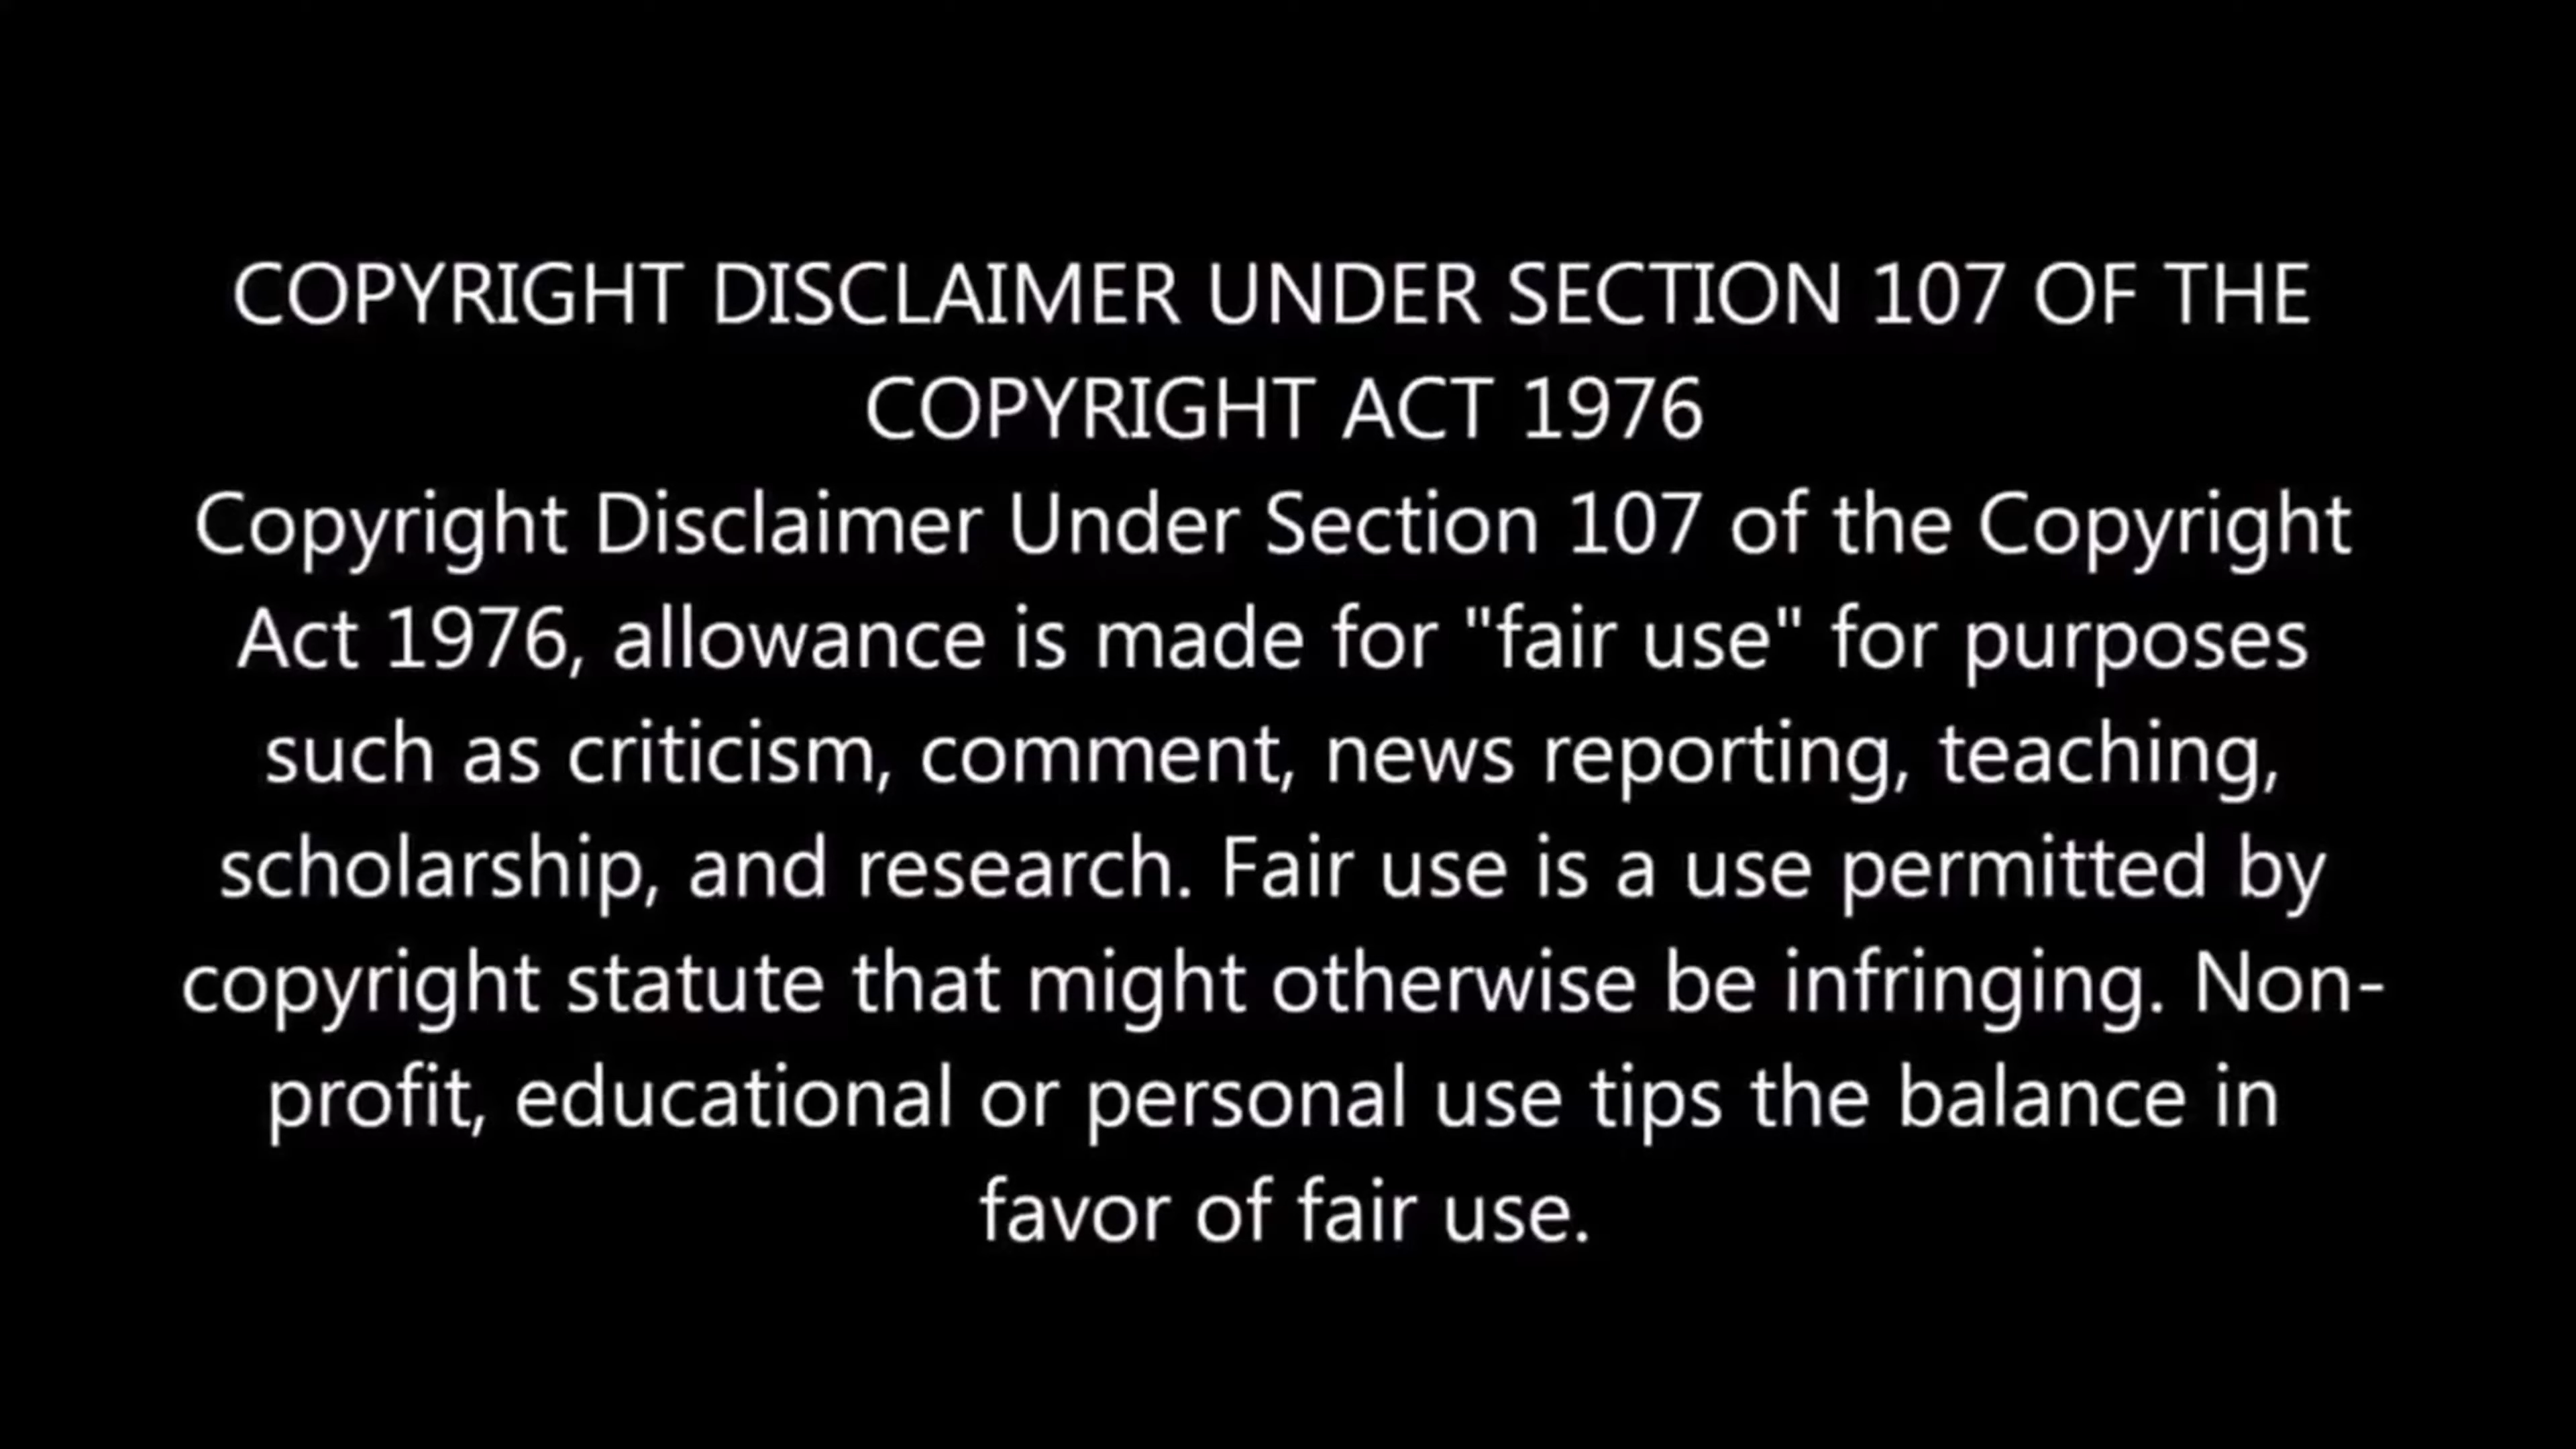 COPYRIGHT DISCLAIMER UNDER SECTION 107 OF THE
COPYRIGHT ACT 1976
Copyright Disclaimer Under Section 107 of the Copyright
Act 1976, allowance is made for "fair use" for purposes
such as criticism, comment, news reporting, teaching,
scholarship, and research. Fair use is a use permitted by
copyright statute that might otherwise be infringing. Non-
profit, educational or personal use tips the balance in
favor of fair use.